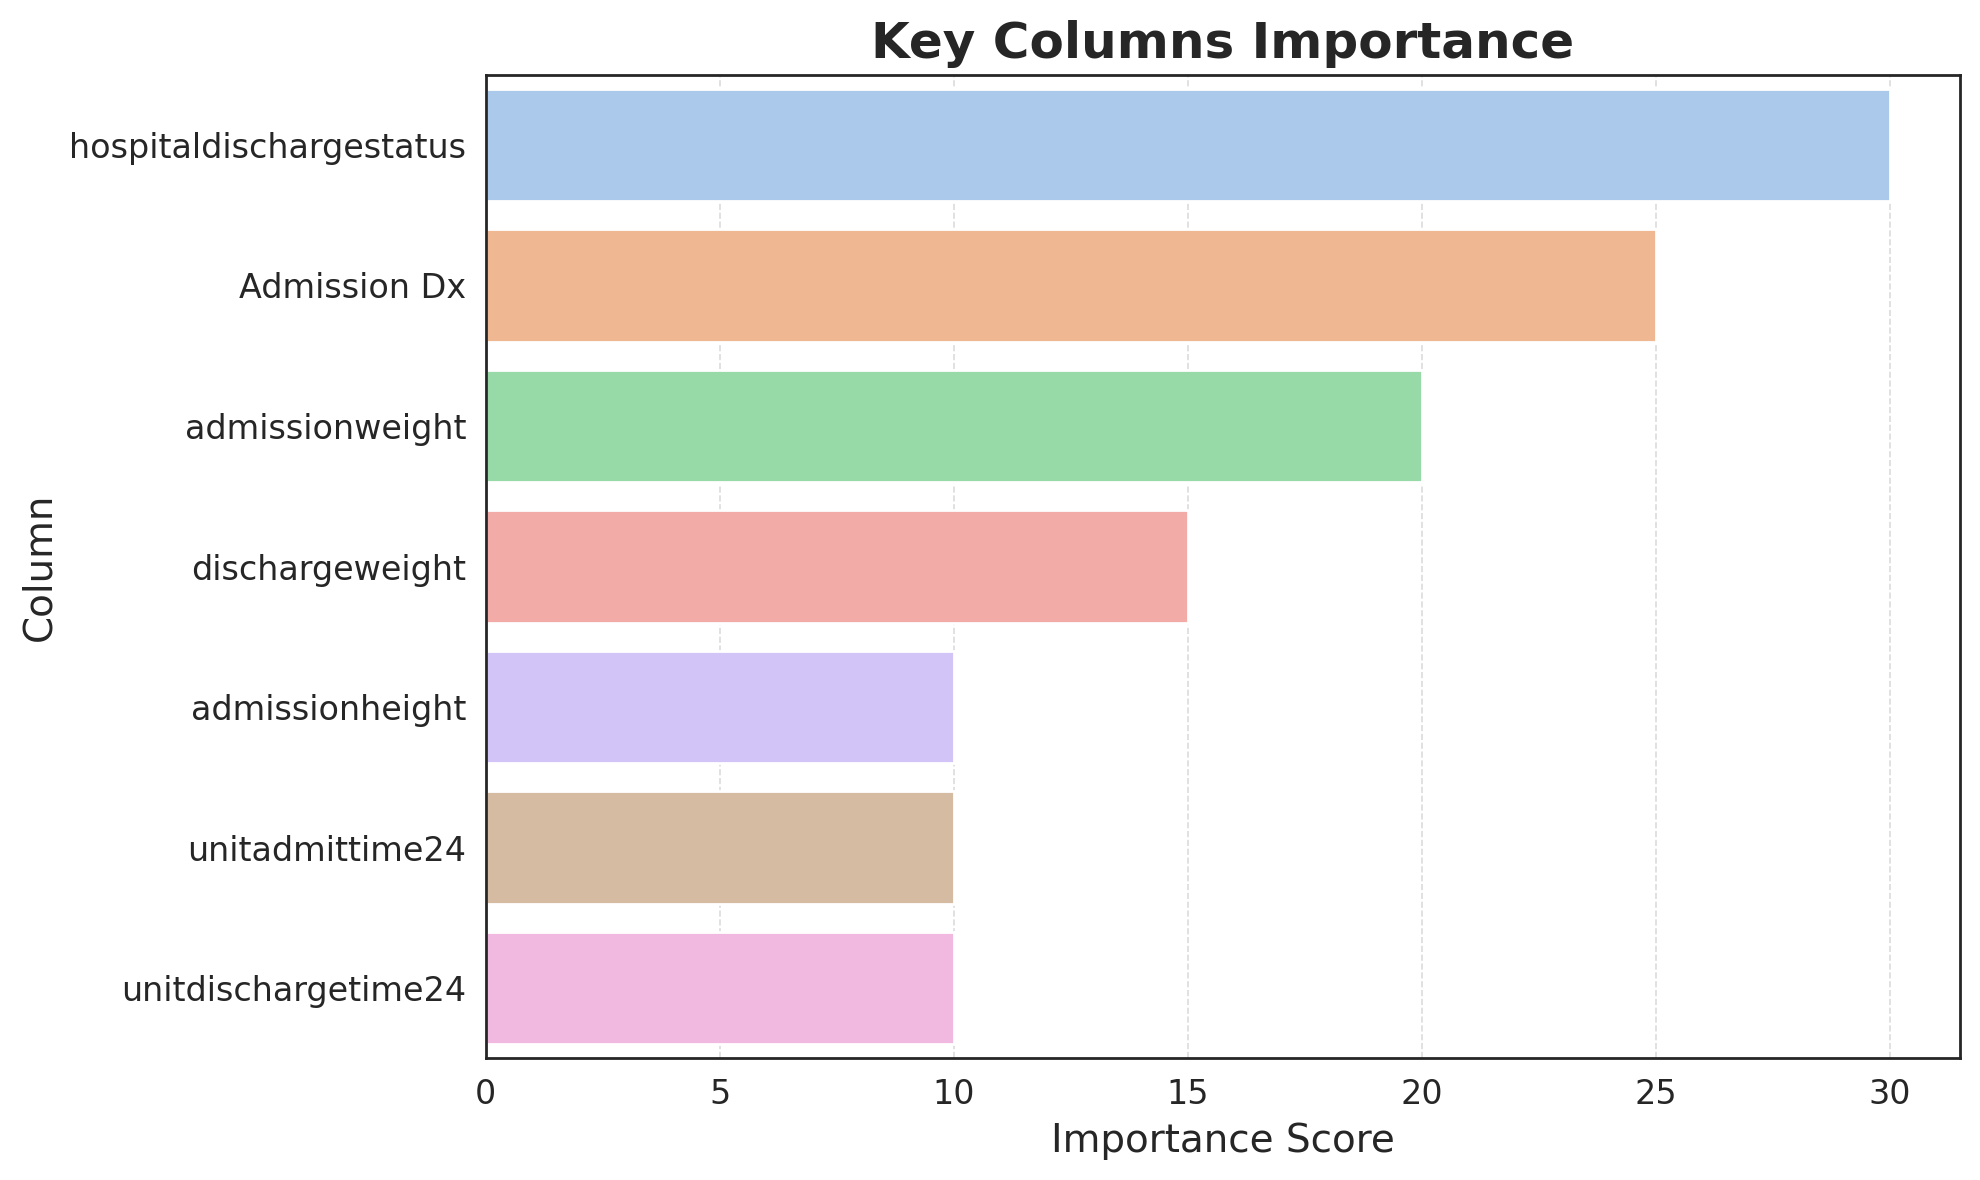 Key Columns Importance
Column
hospitaldischargestatus
Admission Dx
admissionweight
dischargeweight
admissionheight
unitadmittime24
unitdischargetime24
0 5 10 15 20 25 30
Importance Score